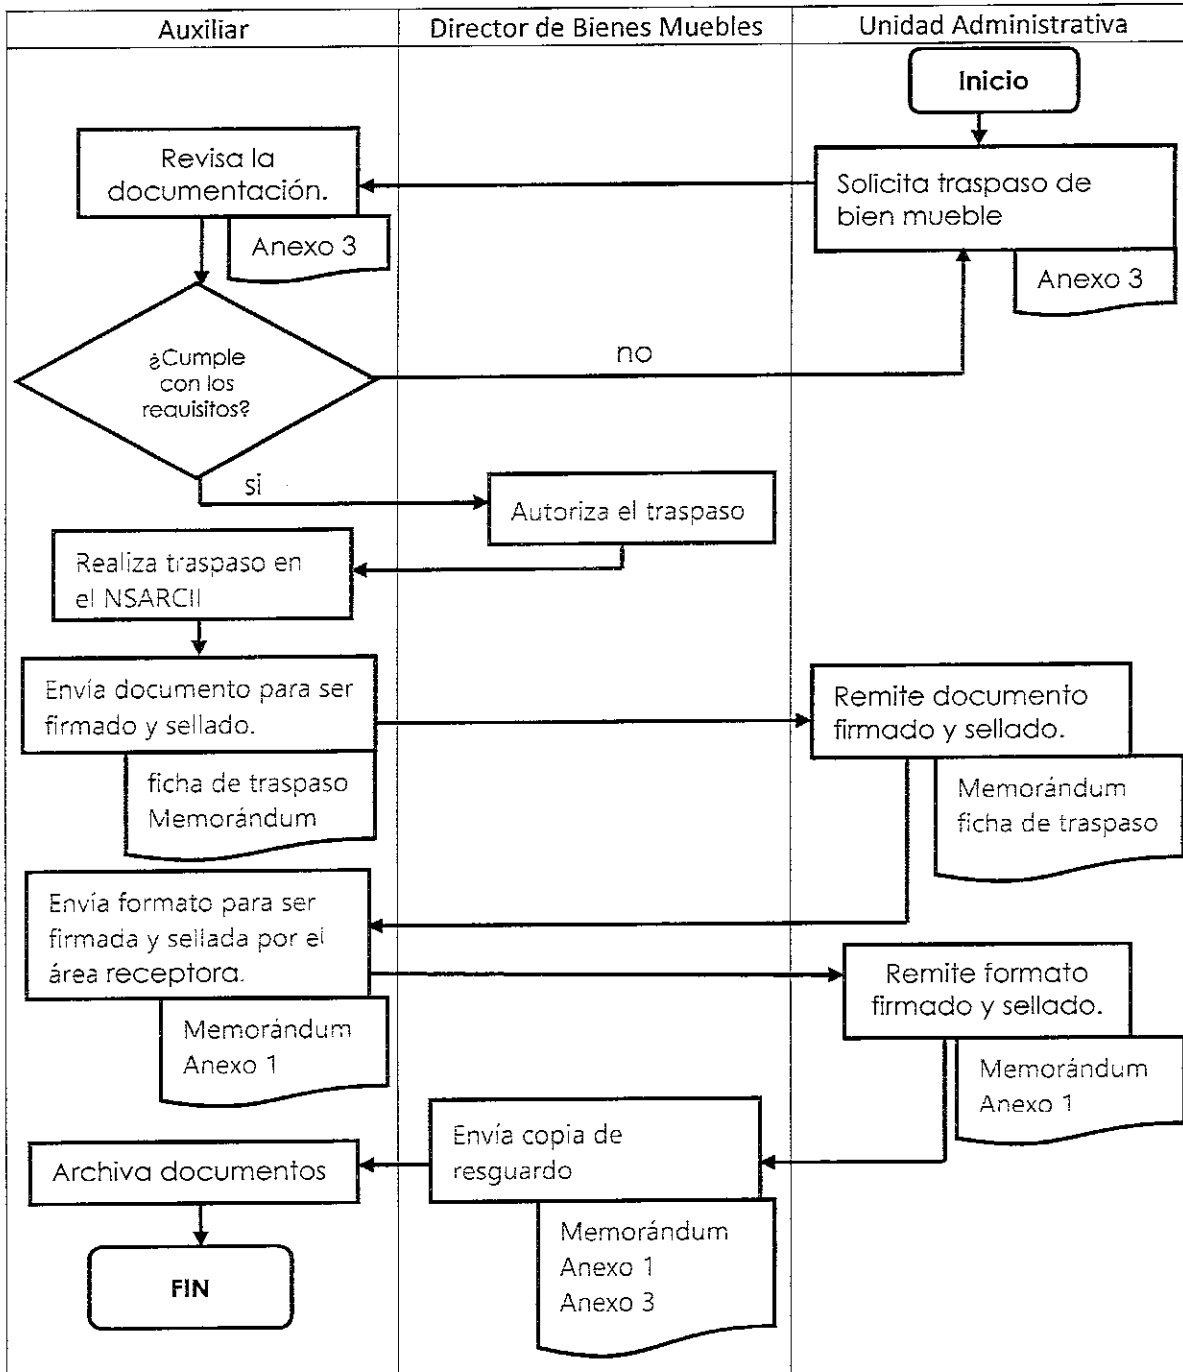 Auxiliar
Director de Bienes Muebles
Unidad Administrativa
Inicio
Solicita traspaso de
bien mueble
Anexo 3
Revisa la
documentación.
Anexo 3
¿Cumple
con los
requisitos?
no
si
Autoriza el traspaso
Realiza traspaso en
el NSARCII
Envía documento para ser
firmado y sellado.
ficha de traspaso
Memorándum
Remite documento
firmado y sellado.
Memorándum
ficha de traspaso
Envía formato para ser
firmada y sellada por el
área receptora.
Memorándum
Anexo 1
Remite formato
firmado y sellado.
Memorándum
Anexo 1
Envía copia de
resguardo
Memorándum
Anexo 1
Anexo 3
Archiva documentos
FIN